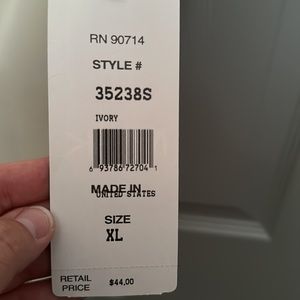 RN 90714
STYLE #
35238S
IVORY
6 93786 72704 1
MADE IN
UNITED STATES
SIZE
XL
RETAIL PRICE $44.00